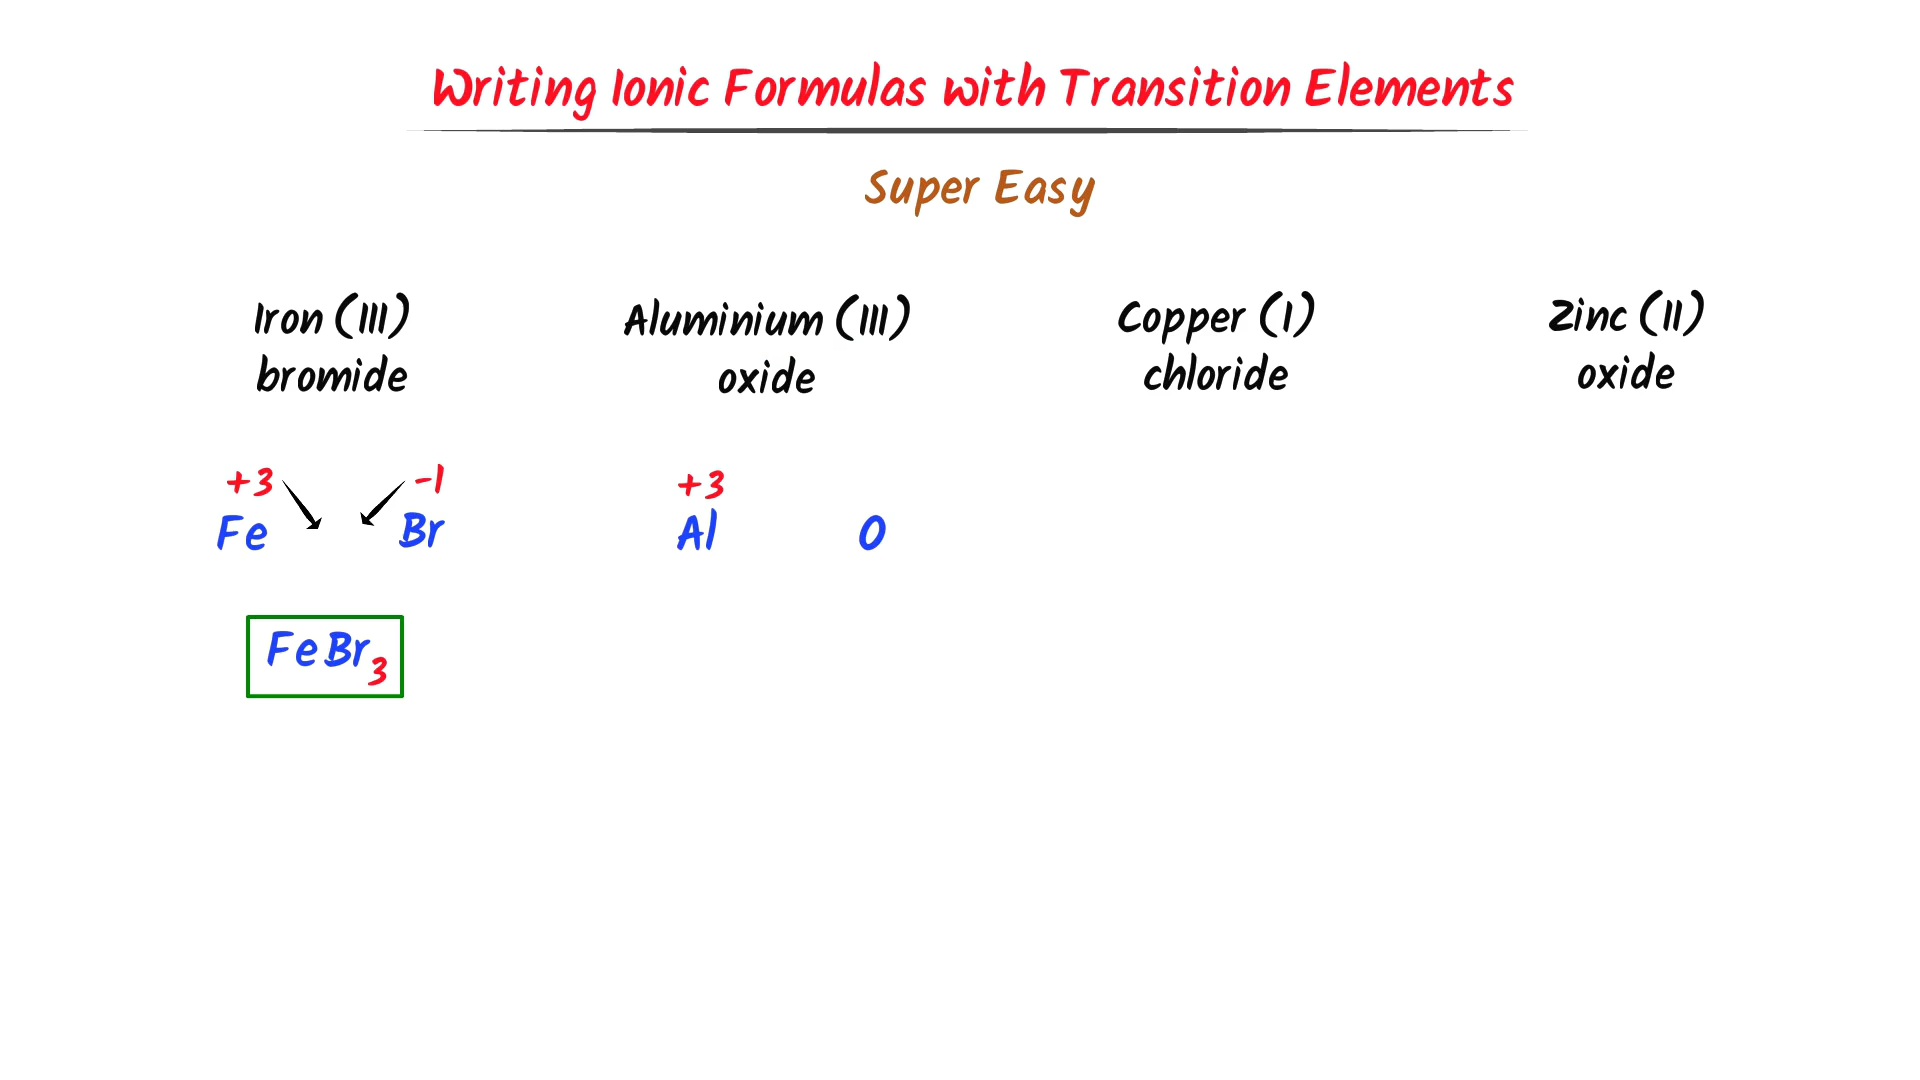 Writing Ionic Formulas with Transition Elements
Super Easy
Iron (III)
bromide
Aluminium (III)
oxide
Copper (I)
chloride
Zinc (II)
oxide
+3 -1
Fe Br
FeBr3
+3
Al O